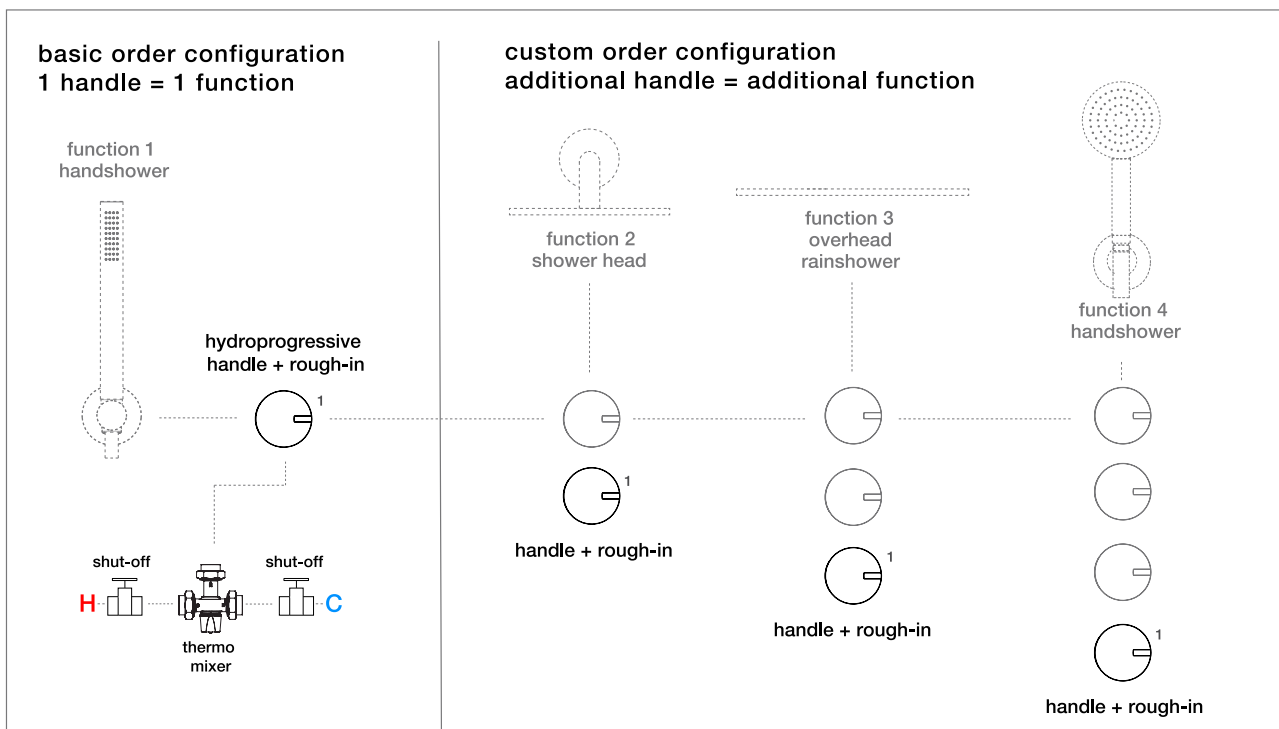 basic order configuration
1 handle = 1 function
function 1
handshower
hydroprogressive
handle + rough-in
1
shut-off
shut-off
H
C
thermo
mixer
custom order configuration
additional handle = additional function
function 2
shower head
1
handle + rough-in
function 3
overhead
rainshower
1
handle + rough-in
function 4
handshower
1
handle + rough-in